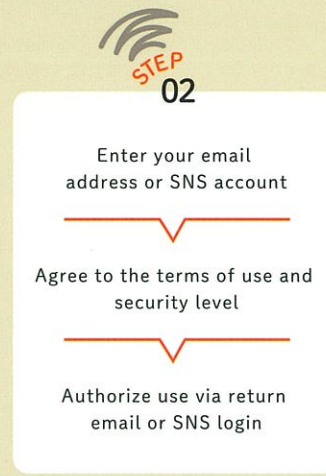 STEP
02
Enter your email
address or SNS account
Agree to the terms of use and
security level
Authorize use via return
email or SNS login